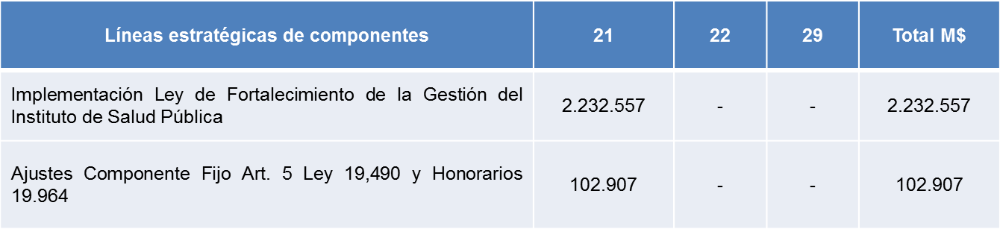 Líneas estratégicas de componentes 21 22 29 Total M$
Implementación Ley de Fortalecimiento de la Gestión del
Instituto de Salud Pública
2.232.557 - - 2.232.557
Ajustes Componente Fijo Art. 5 Ley 19,490 y Honorarios
19.964
102.907 - - 102.907